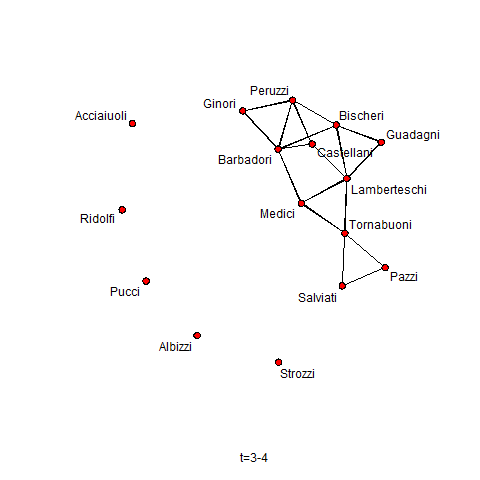 Peruzzi
Ginori
Acciaiuoli
Bischeri
Guadagni
Castellani
Barbadori
Lamberteschi
Medici
Ridolfi
Tornabuoni
Pazzi
Pucci
Salviati
Albizzi
Strozzi
t=3-4